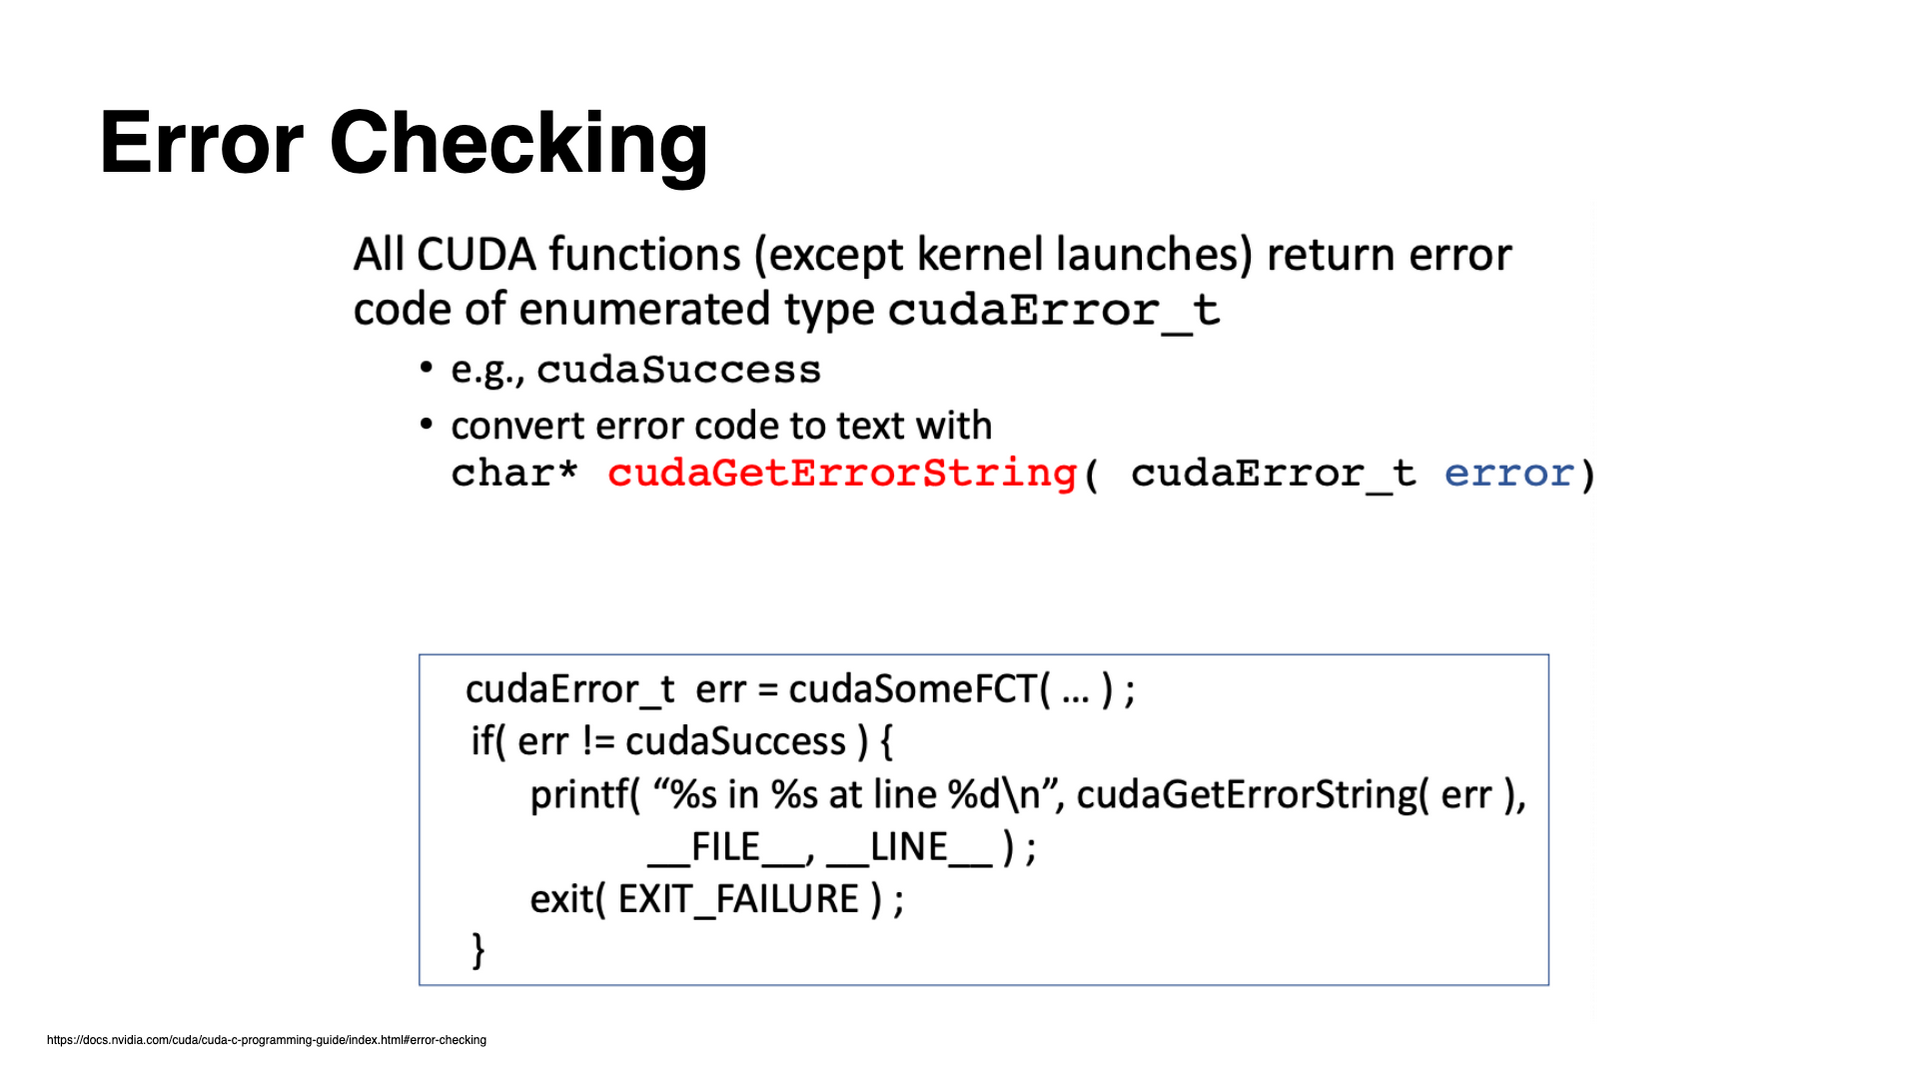 Error Checking
All CUDA functions (except kernel launches) return error
code of enumerated type cudaError_t
• e.g., cudaSuccess
• convert error code to text with
char* cudaGetErrorString( cudaError_t error)
cudaError_t err = cudaSomeFCT( … ) ;
if( err != cudaSuccess ) {
printf( “%s in %s at line %d\n”, cudaGetErrorString( err ),
__FILE__, __LINE__ ) ;
exit( EXIT_FAILURE ) ;
}
https://docs.nvidia.com/cuda/cuda-c-programming-guide/index.html#error-checking